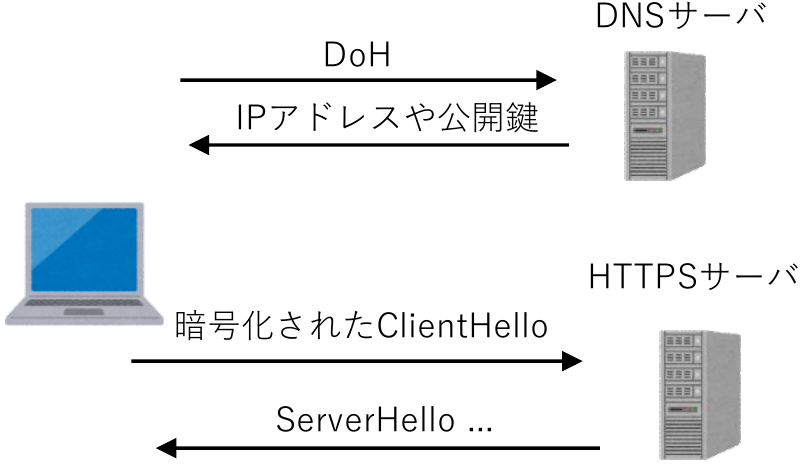 DNSサーバ
DoH
IPアドレスや公開鍵
HTTPSサーバ
暗号化されたClientHello
ServerHello ...